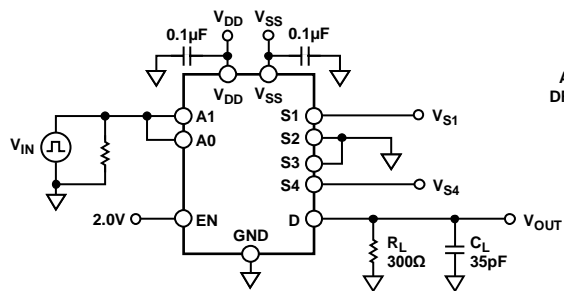 V_DD V_SS
0.1µF 0.1µF
V_DD V_SS
A
DE
A1 S1 V_S1
V_IN A0 S2
S3
S4 V_S4
2.0V EN D V_OUT
GND
R_L C_L
300Ω 35pF